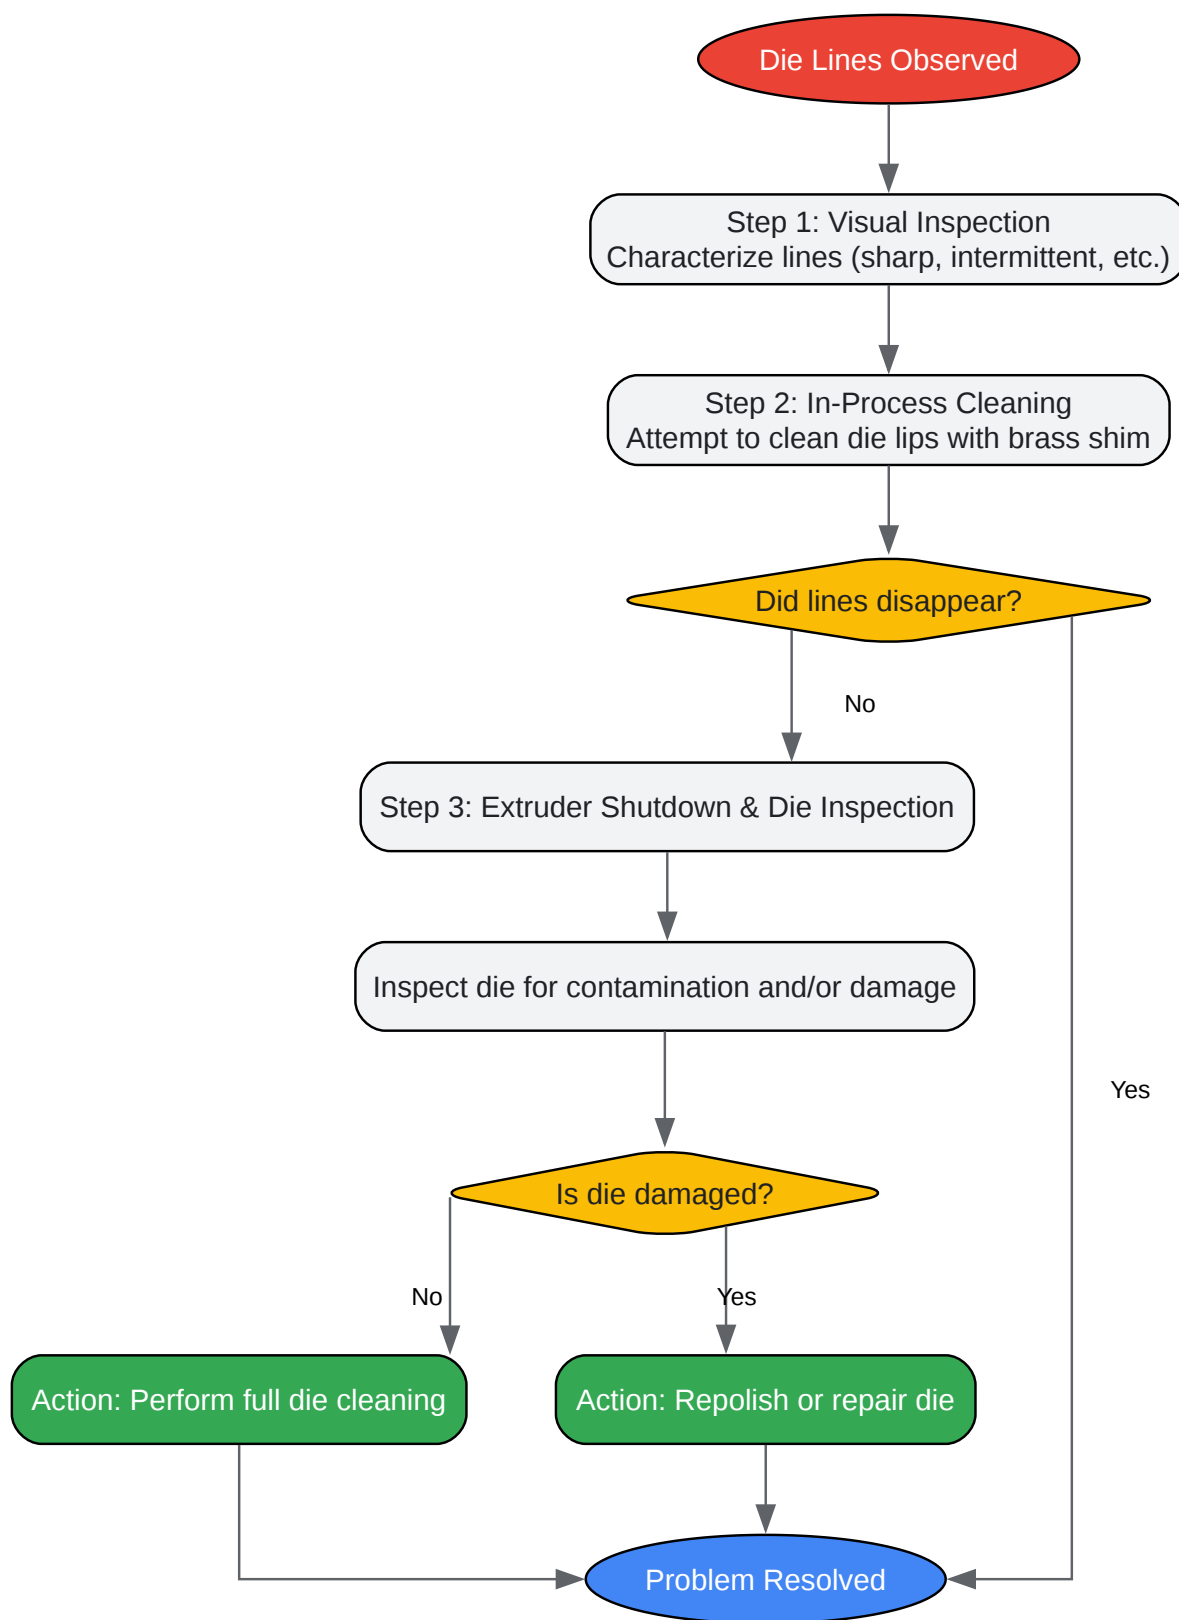 Die Lines Observed
Step 1: Visual Inspection
Characterize lines (sharp, intermittent, etc.)
Step 2: In-Process Cleaning
Attempt to clean die lips with brass shim
Did lines disappear?
No
Step 3: Extruder Shutdown & Die Inspection
Inspect die for contamination and/or damage
Yes
Is die damaged?
No
Yes
Action: Perform full die cleaning
Action: Repolish or repair die
Problem Resolved